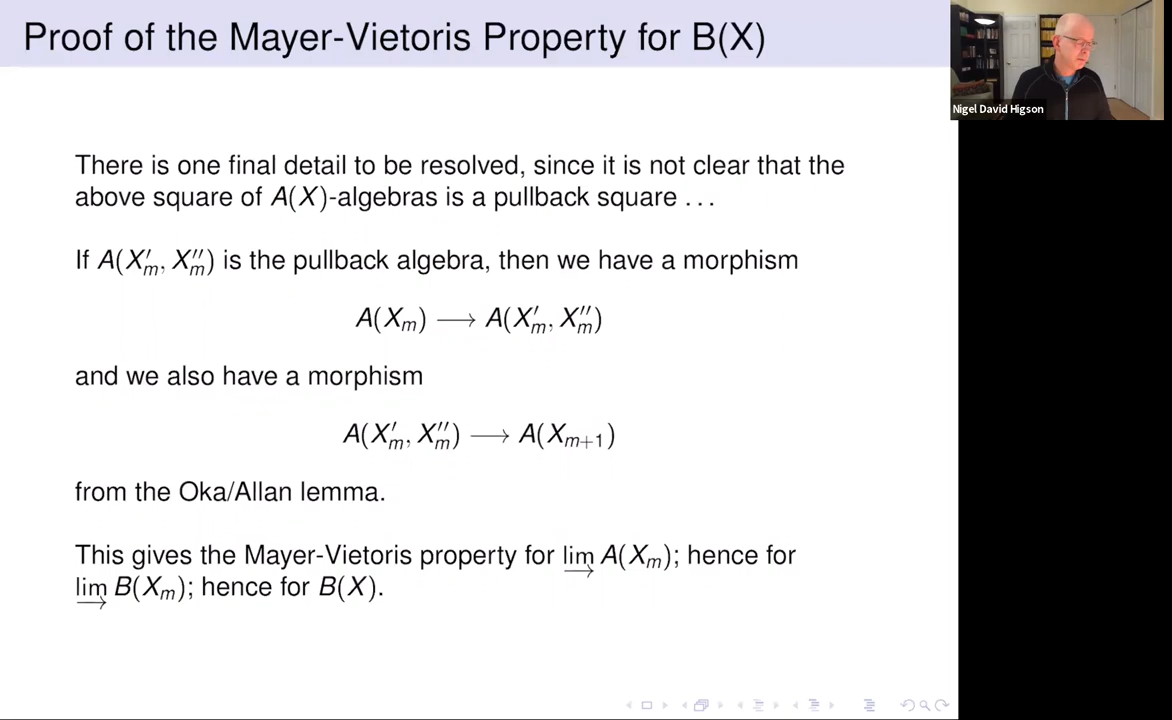 Proof of the Mayer-Vietoris Property for B(X)
Nigel David Higson
There is one final detail to be resolved, since it is not clear that the
above square of A(X)-algebras is a pullback square . . .
If A(X′ₘ, X″ₘ) is the pullback algebra, then we have a morphism
A(Xₘ) ⟶ A(X′ₘ, X″ₘ)
and we also have a morphism
A(X′ₘ, X″ₘ) ⟶ A(Xₘ₊₁)
from the Oka/Allan lemma.
This gives the Mayer-Vietoris property for lim→ A(Xₘ); hence for
lim→ B(Xₘ); hence for B(X).